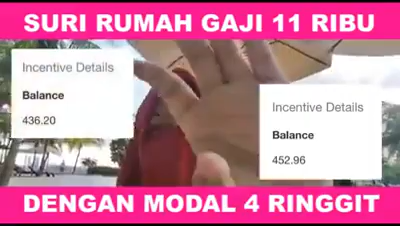 SURI RUMAH GAJI 11 RIBU
Incentive Details
Balance
436.20
Incentive Details
Balance
452.96
DENGAN MODAL 4 RINGGIT